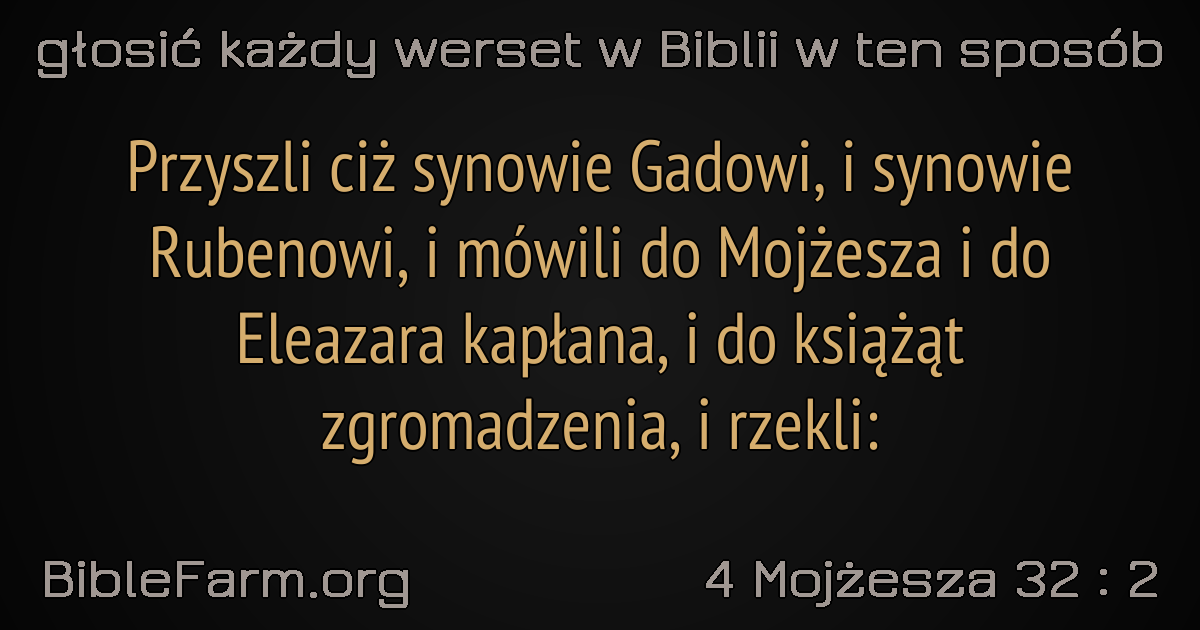 głosić każdy werset w Biblii w ten sposób
Przyszli ciż synowie Gadowi, i synowie
Rubenowi, i mówili do Mojżesza i do
Eleazara kapłana, i do książąt
zgromadzenia, i rzekli:
BibleFarm.org
4 Mojżesza 32 : 2